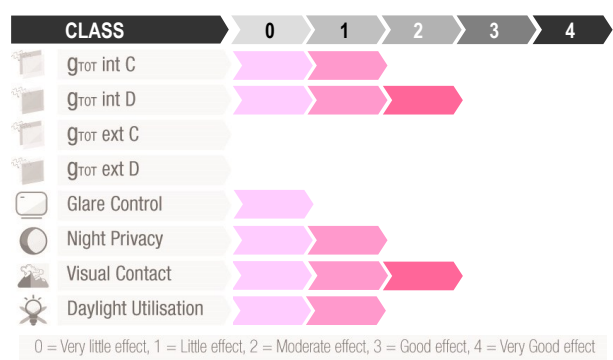 CLASS 0 1 2 3 4
gTOT int C
gTOT int D
gTOT ext C
gTOT ext D
Glare Control
Night Privacy
Visual Contact
Daylight Utilisation
0 = Very little effect, 1 = Little effect, 2 = Moderate effect, 3 = Good effect, 4 = Very Good effect